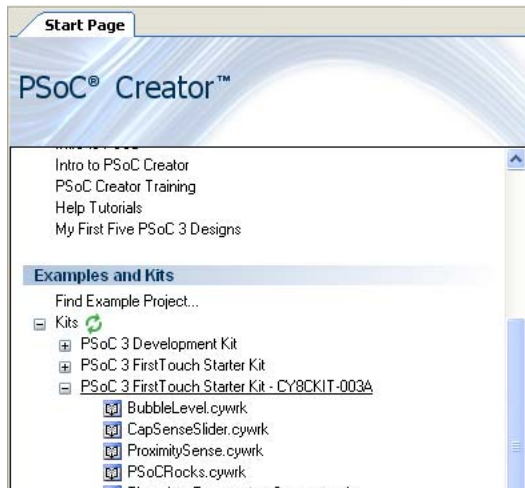 Start Page
PSoC® Creator™
Intro to PSoC Creator
PSoC Creator Training
Help Tutorials
My First Five PSoC 3 Designs
Examples and Kits
Find Example Project...
Kits
PSoC 3 Development Kit
PSoC 3 FirstTouch Starter Kit
PSoC 3 FirstTouch Starter Kit - CY8CKIT-003A
BubbleLevel.cywrk
CapSenseSlider.cywrk
ProximitySense.cywrk
PSoCRocks.cywrk